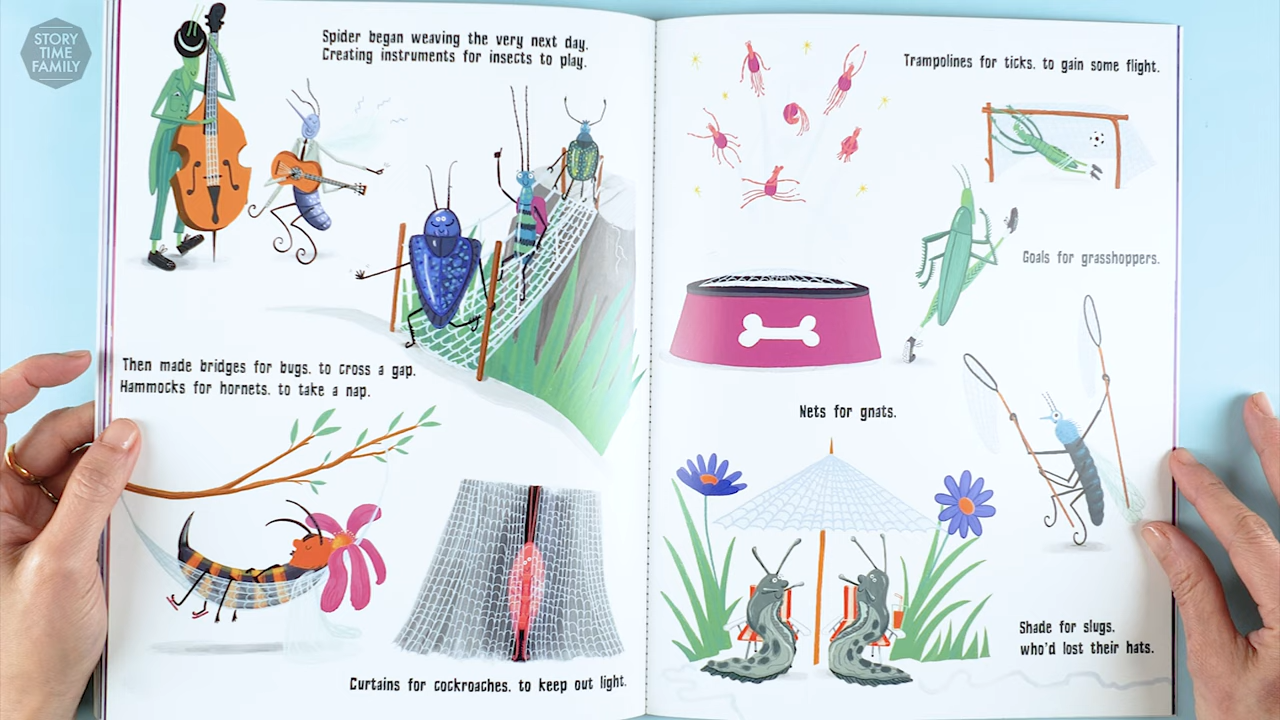 STORY
TIME
FAMILY
Spider began weaving the very next day.
Creating instruments for insects to play.
Then made bridges for bugs. to cross a gap.
Hammocks for hornets. to take a nap.
Curtains for cockroaches. to keep out light.
Trampolines for ticks. to gain some flight.
Goals for grasshoppers.
Nets for gnats.
Shade for slugs.
who'd lost their hats.